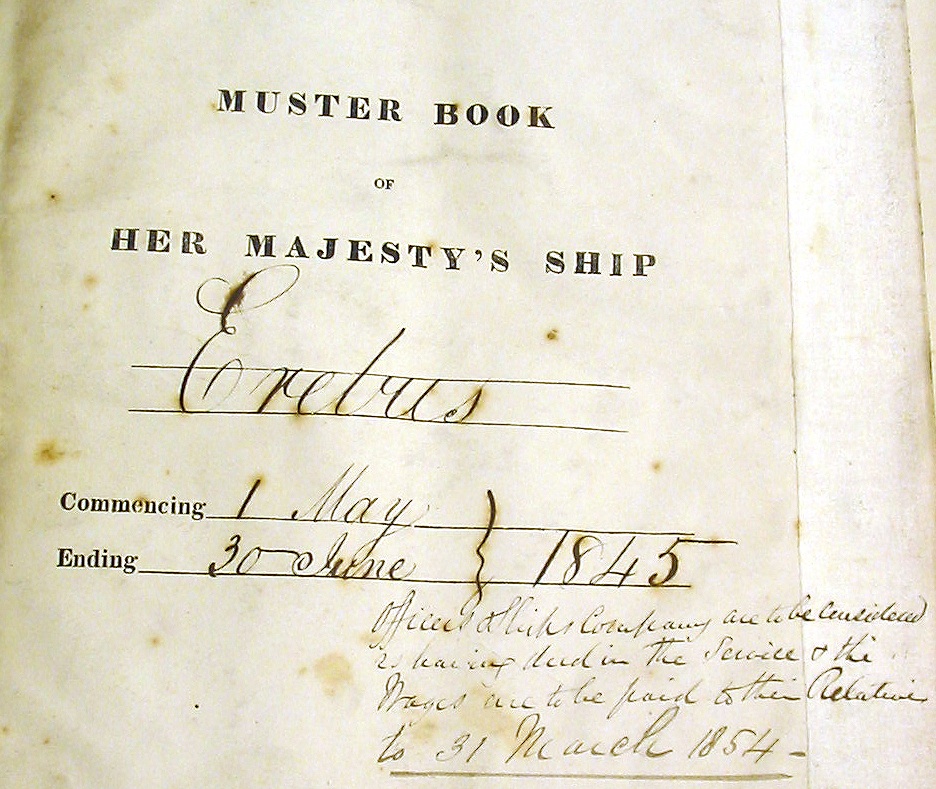 MUSTER BOOK
OF
HER MAJESTY'S SHIP
Erebus
Commencing 1 May
Ending 30 June } 1845
Officers & Ships Company are to be considered
as having died in the Service & the
Wages are to be paid to their Relatives
to 31 March 1854 -